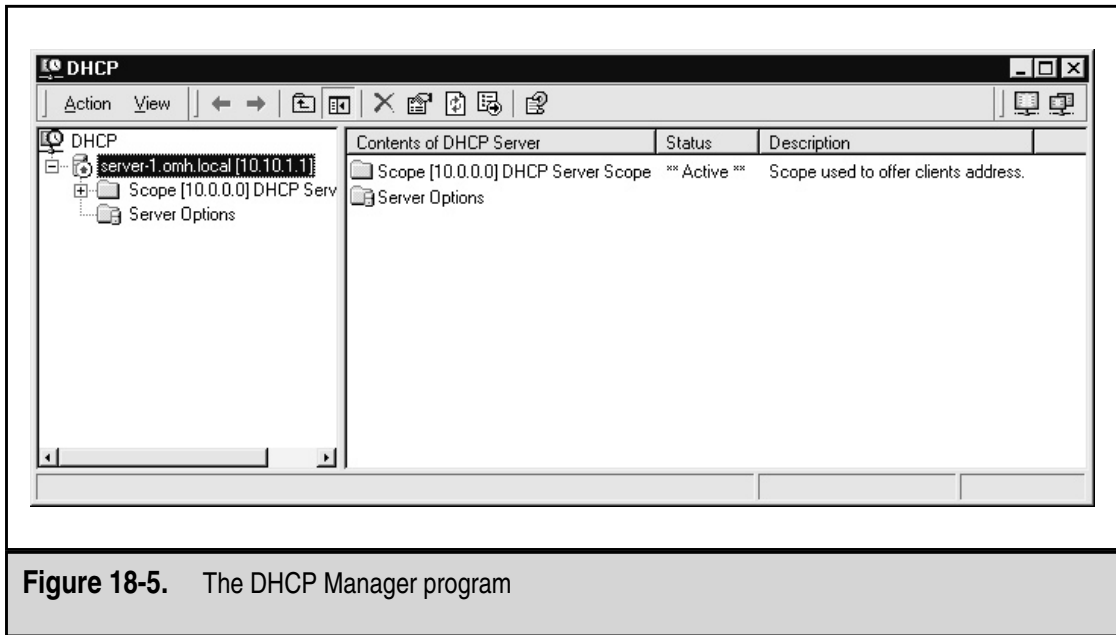 DHCP
Action View
DHCP
server-1.omh.local [10.10.1.1]
Scope [10.0.0.0] DHCP Serv
Server Options
Contents of DHCP Server Status Description
Scope [10.0.0.0] DHCP Server Scope ** Active ** Scope used to offer clients address.
Server Options
Figure 18-5. The DHCP Manager program